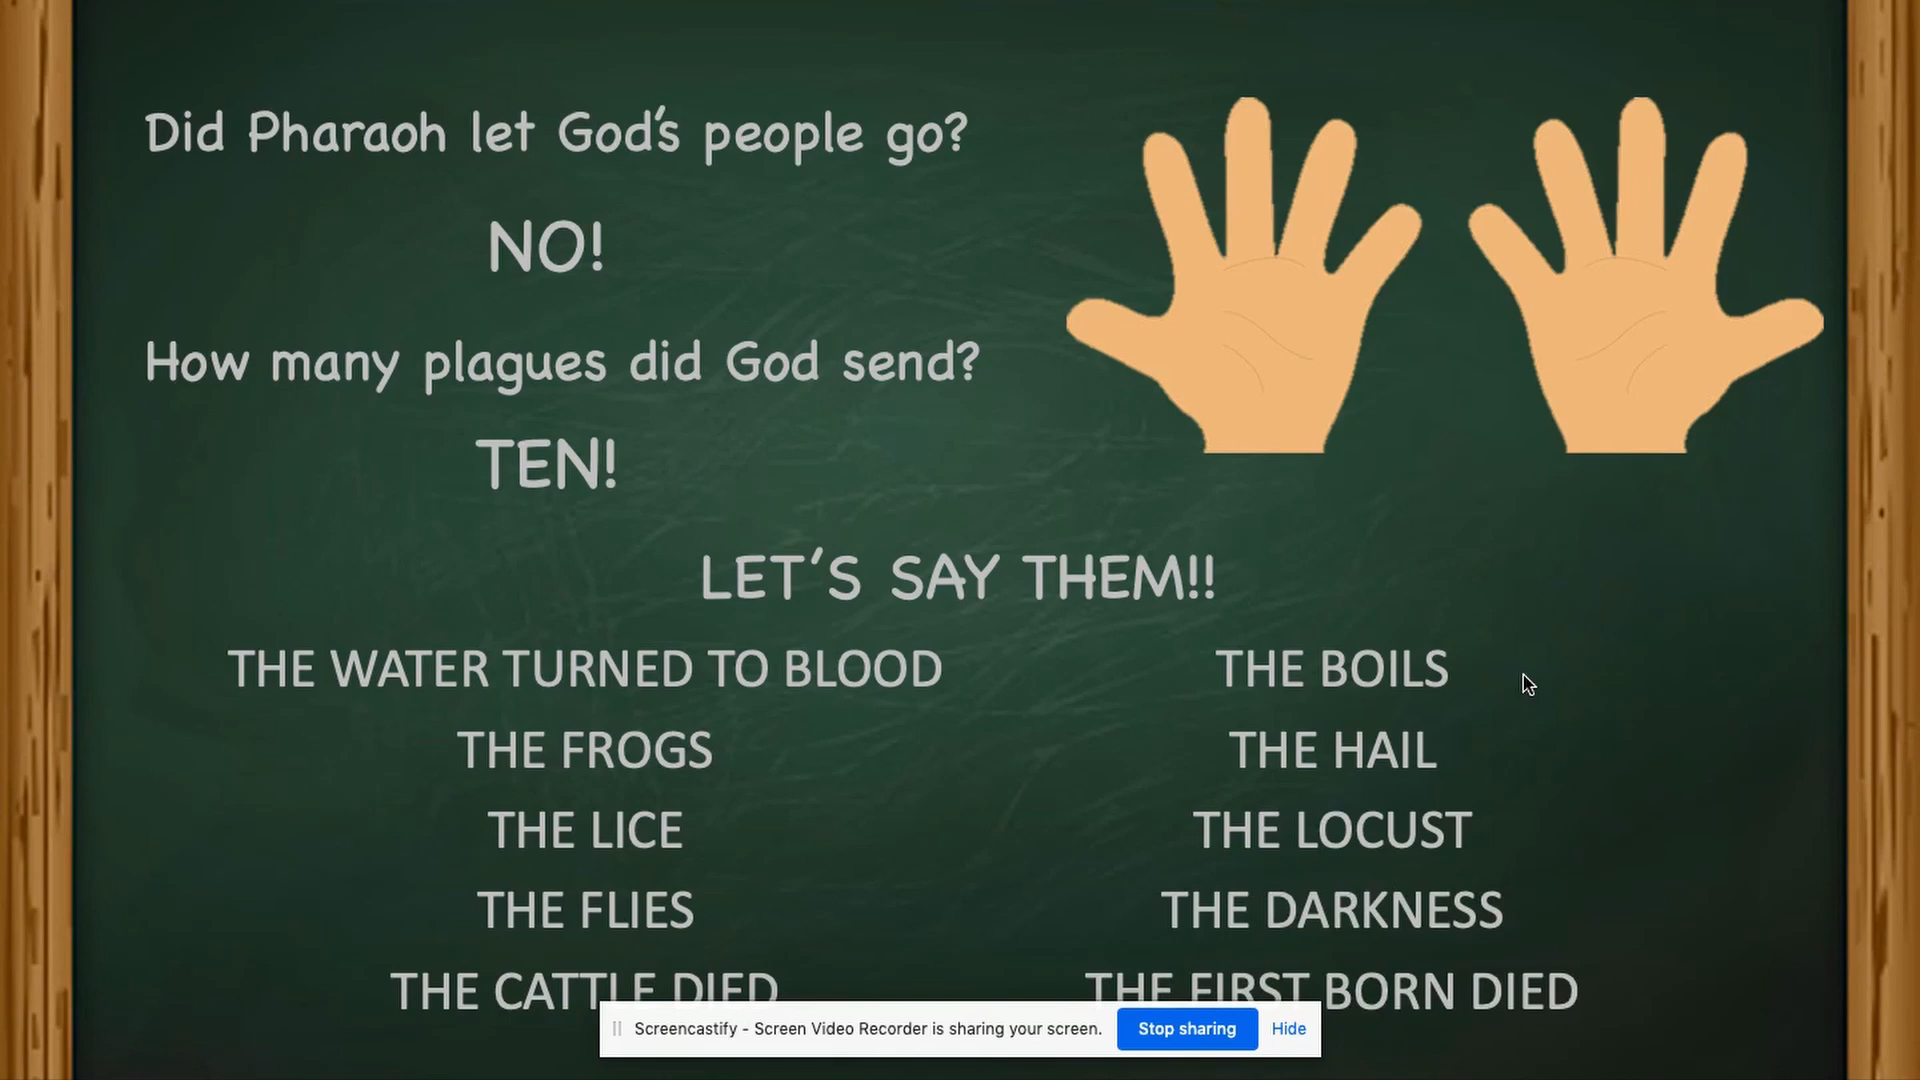 Did Pharaoh let God's people go?
NO!
How many plagues did God send?
TEN!
LET'S SAY THEM!!
THE WATER TURNED TO BLOOD
THE FROGS
THE LICE
THE FLIES
THE CATTLE DIED
THE BOILS
THE HAIL
THE LOCUST
THE DARKNESS
THE FIRST BORN DIED
Screencastify - Screen Video Recorder is sharing your screen. Stop sharing Hide